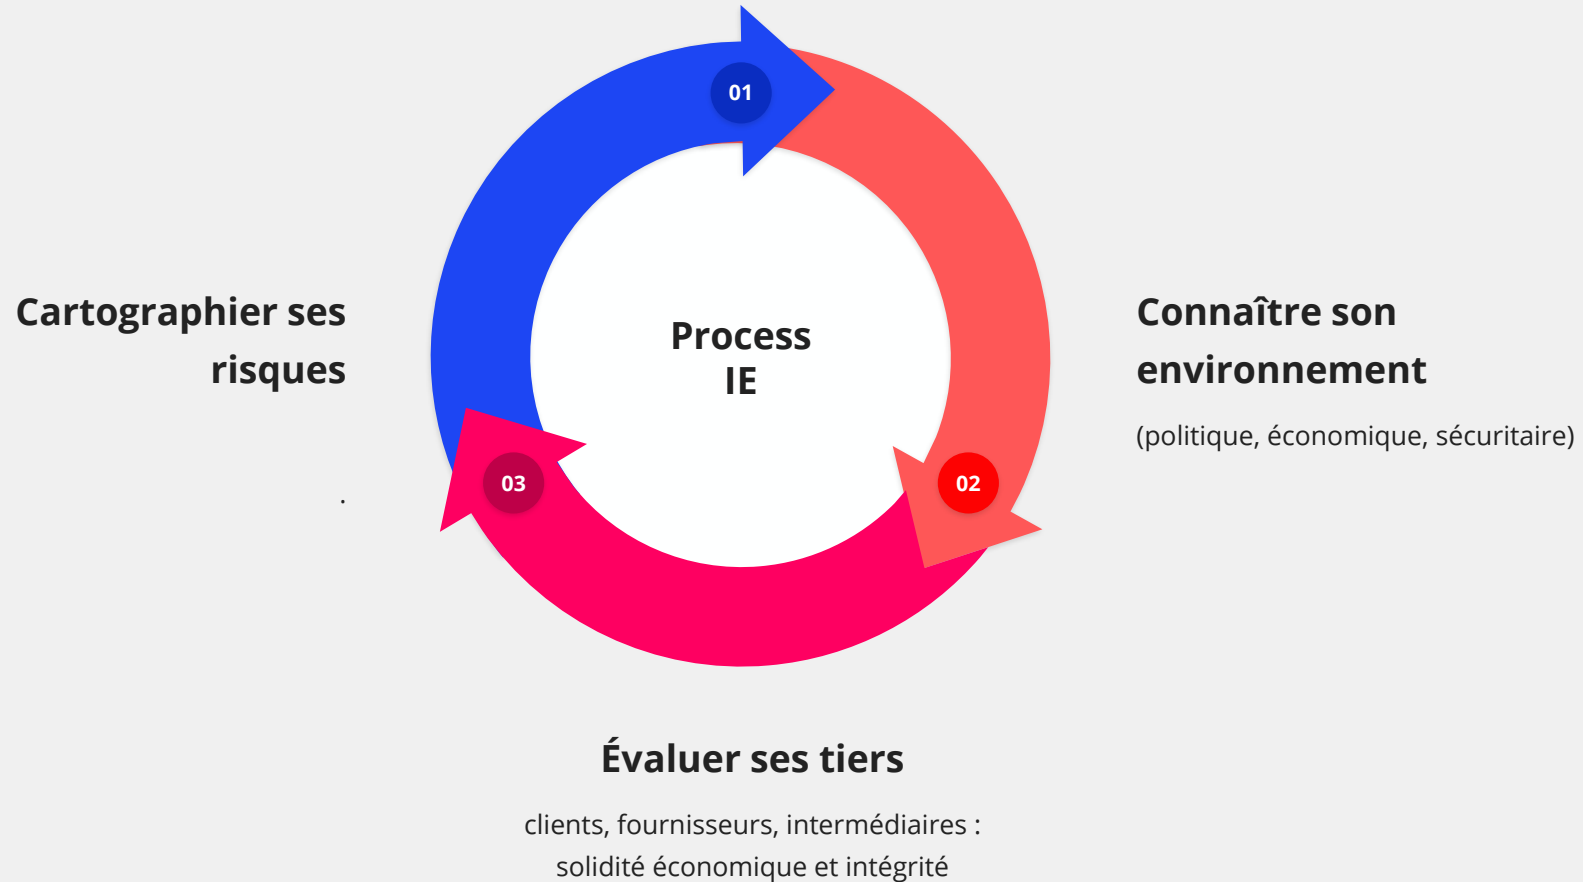 01
Cartographier ses
risques
.
Process
IE
Connaître son
environnement
(politique, économique, sécuritaire)
03
02
Évaluer ses tiers
clients, fournisseurs, intermédiaires :
solidité économique et intégrité